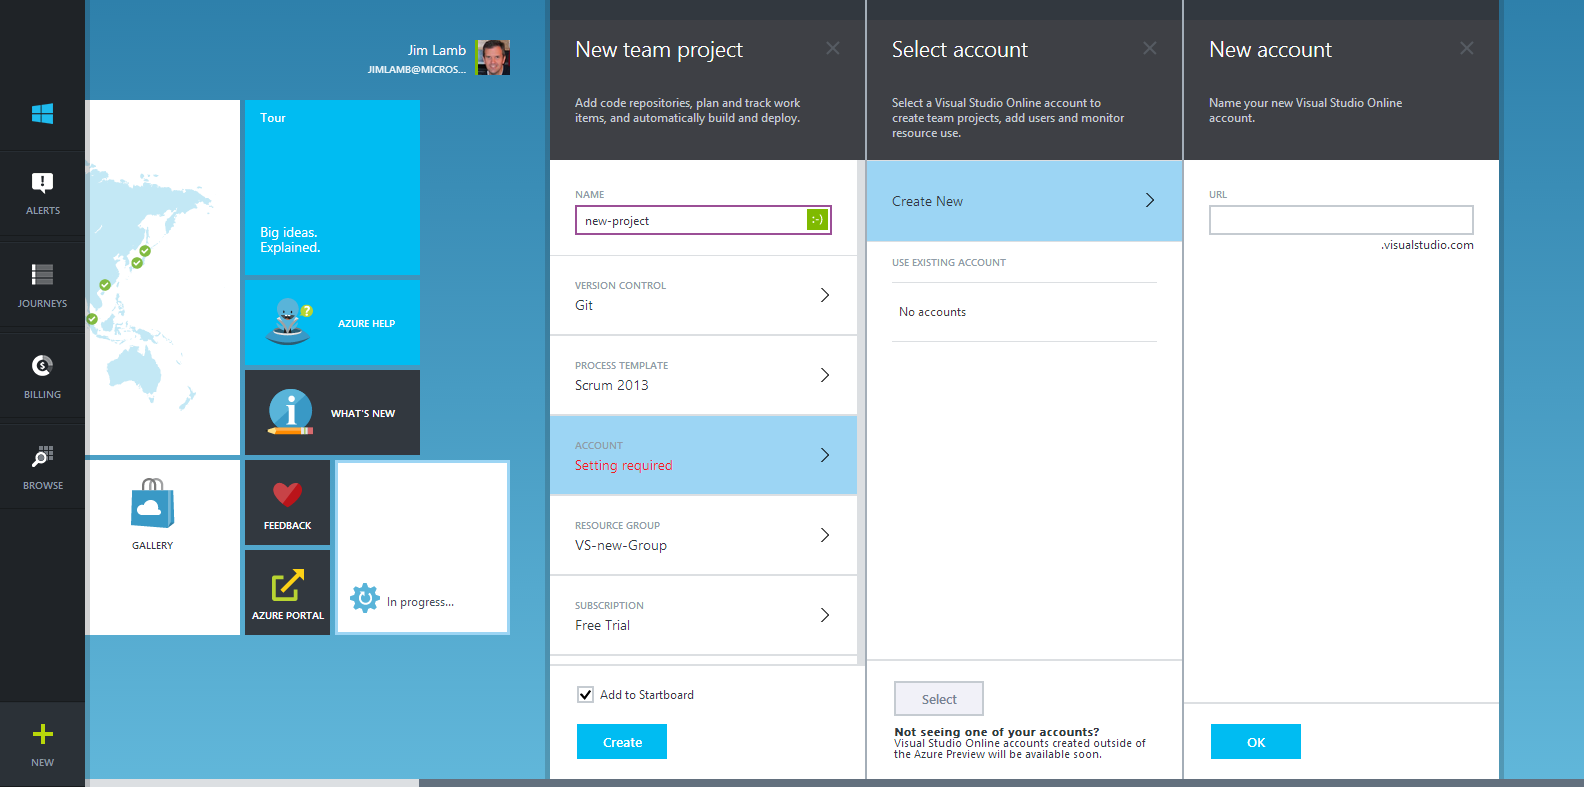 ALERTS
JOURNEYS
BILLING
BROWSE
NEW
Jim Lamb
JIMLAMB@MICROS...
Tour
Big ideas.
Explained.
AZURE HELP
WHAT'S NEW
GALLERY
FEEDBACK
AZURE PORTAL
In progress...
New team project
Add code repositories, plan and track work
items, and automatically build and deploy.
NAME
new-project
:-)
VERSION CONTROL
Git
PROCESS TEMPLATE
Scrum 2013
ACCOUNT
Setting required
RESOURCE GROUP
VS-new-Group
SUBSCRIPTION
Free Trial
Add to Startboard
Create
Select account
Select a Visual Studio Online account to
create team projects, add users and monitor
resource use.
Create New
USE EXISTING ACCOUNT
No accounts
Select
Not seeing one of your accounts?
Visual Studio Online accounts created outside of
the Azure Preview will be available soon.
New account
Name your new Visual Studio Online
account.
URL
.visualstudio.com
OK